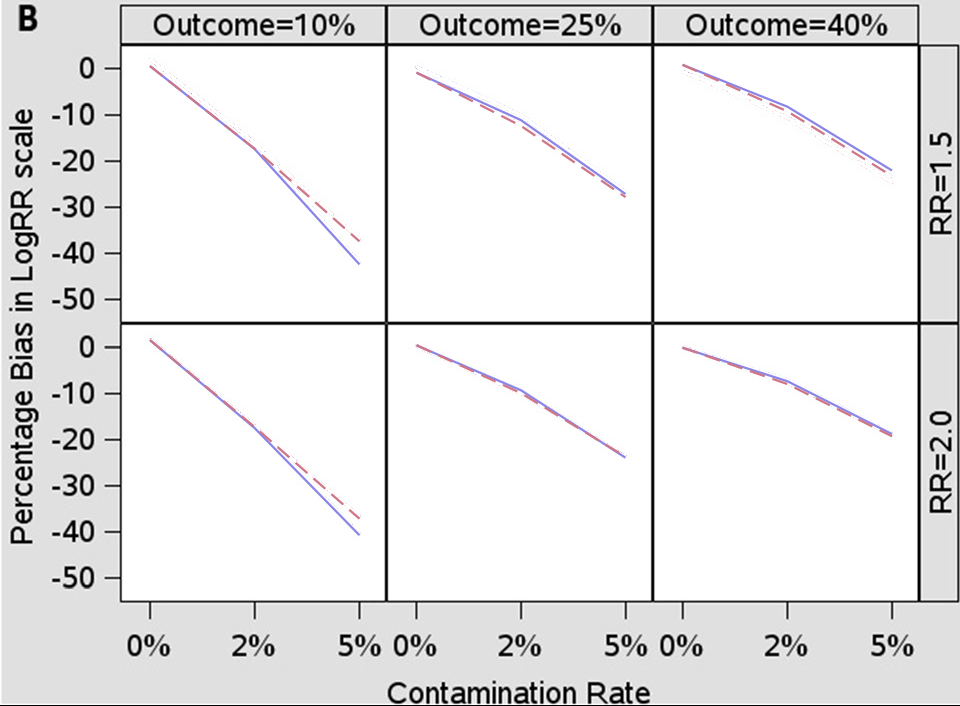 B
Outcome=10% Outcome=25% Outcome=40%
Percentage Bias in LogRR scale
0
-10
-20
-30
-40
-50
RR=1.5
0
-10
-20
-30
-40
-50
RR=2.0
0% 2% 5% 0% 2% 5% 0% 2% 5%
Contamination Rate